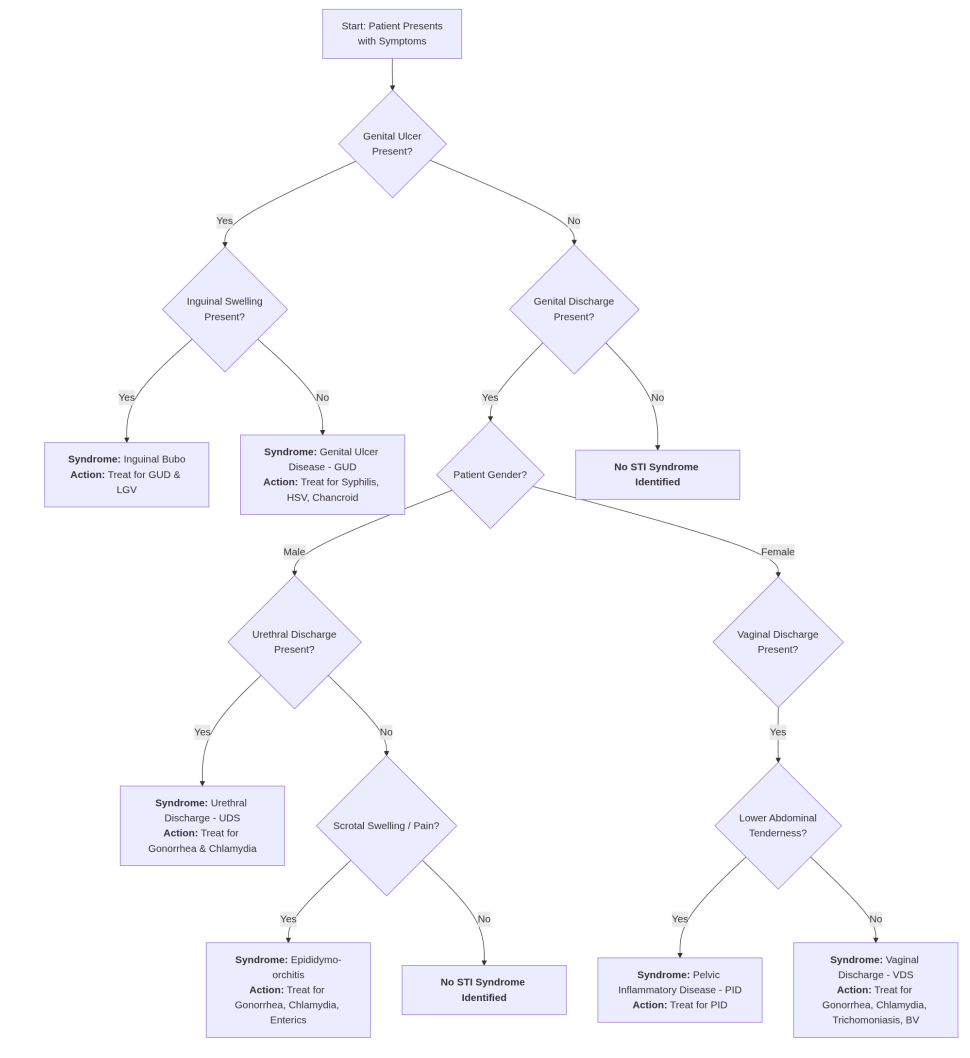 Start: Patient Presents
with Symptoms
Genital Ulcer
Present?
Yes
No
Inguinal Swelling
Present?
Genital Discharge
Present?
Yes
No
Yes
No
Syndrome: Inguinal Bubo
Action: Treat for GUD &
LGV
Syndrome: Genital Ulcer
Disease - GUD
Action: Treat for Syphilis,
HSV, Chancroid
Patient Gender?
No STI Syndrome
Identified
Male
Female
Urethral Discharge
Present?
Vaginal Discharge
Present?
Yes
No
Yes
Syndrome: Urethral
Discharge - UDS
Action: Treat for
Gonorrhea & Chlamydia
Scrotal Swelling / Pain?
Lower Abdominal
Tenderness?
Yes
No
Yes
No
Syndrome: Epididymo-
orchitis
Action: Treat for
Gonorrhea, Chlamydia,
Enterics
No STI Syndrome
Identified
Syndrome: Pelvic
Inflammatory Disease - PID
Action: Treat for PID
Syndrome: Vaginal
Discharge - VDS
Action: Treat for
Gonorrhea, Chlamydia,
Trichomoniasis, BV